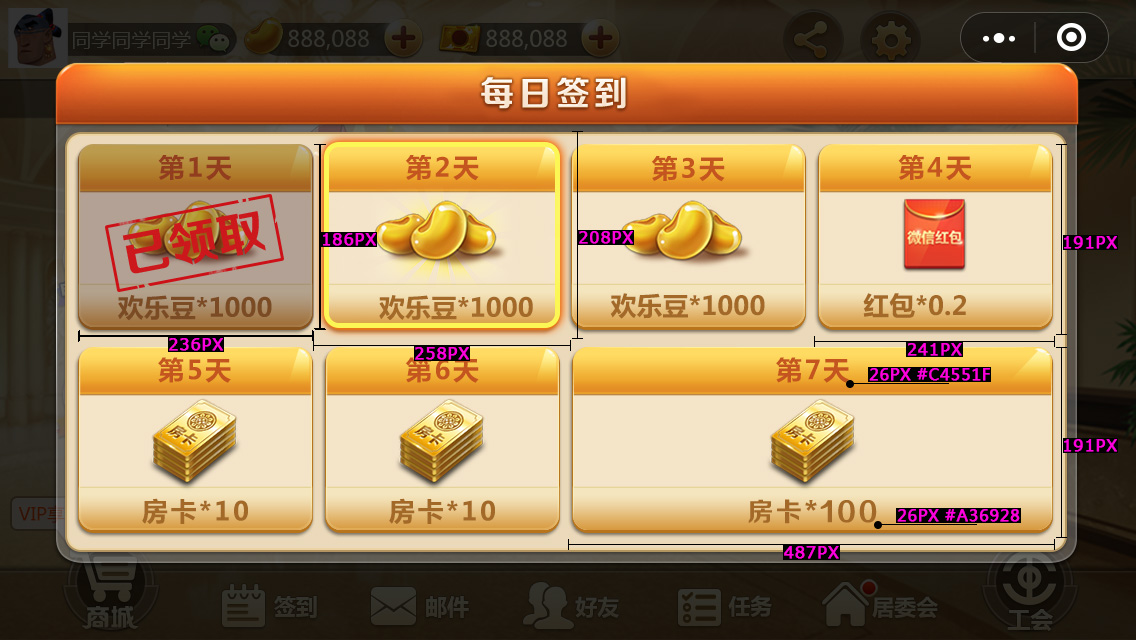 同学同学同学
888,088
888,088
每日签到
第1天
第2天
第3天
第4天
已领取
186PX
208PX
微信红包
191PX
欢乐豆*1000
欢乐豆*1000
欢乐豆*1000
红包*0.2
236PX
258PX
241PX
第5天
第6天
第7天
26PX #C4551F
房卡
房卡
房卡
191PX
房卡*10
房卡*10
房卡*100
26PX #A36928
VIP享
487PX
商城
签到
邮件
好友
任务
居委会
工会